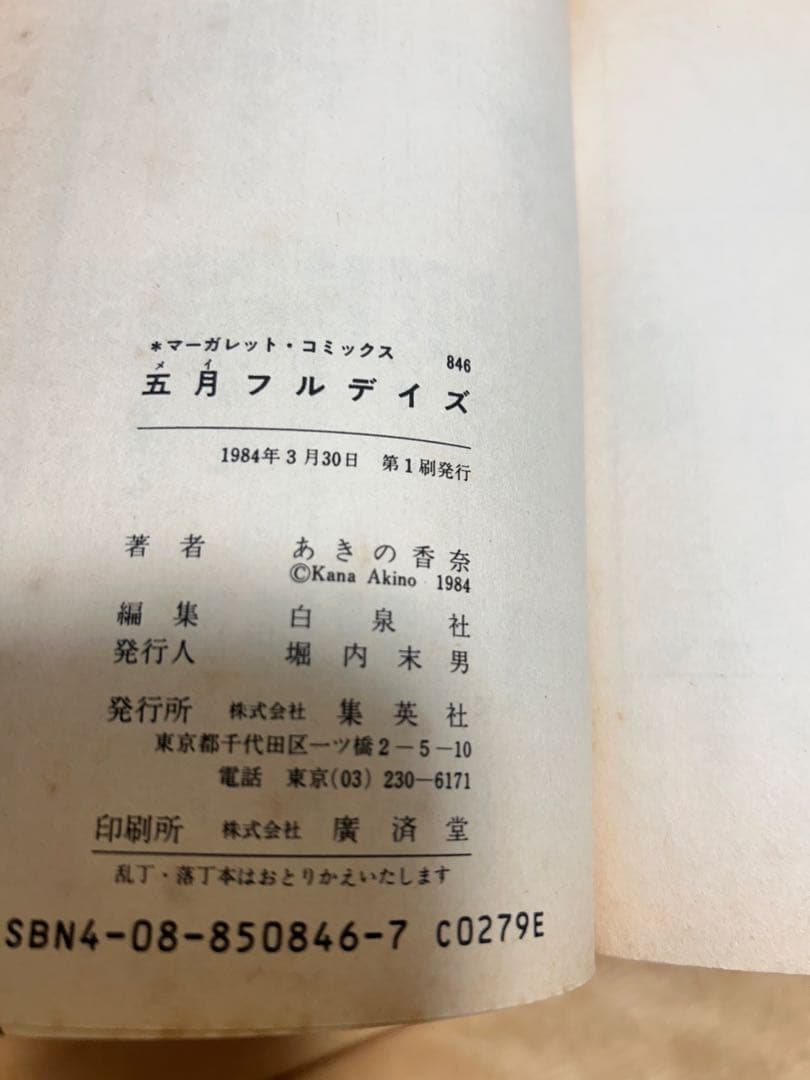 *マーガレット・コミックス 846
メイ
五月フルデイズ
1984年3月30日 第1刷発行
著者 あきの香奈
©Kana Akino 1984
編集 白泉社
発行人 堀内末男
発行所 株式会社 集英社
東京都千代田区一ツ橋2-5-10
電話 東京(03) 230-6171
印刷所 株式会社 廣済堂
乱丁・落丁本はおとりかえいたします
SBN4-08-850846-7 C0279E